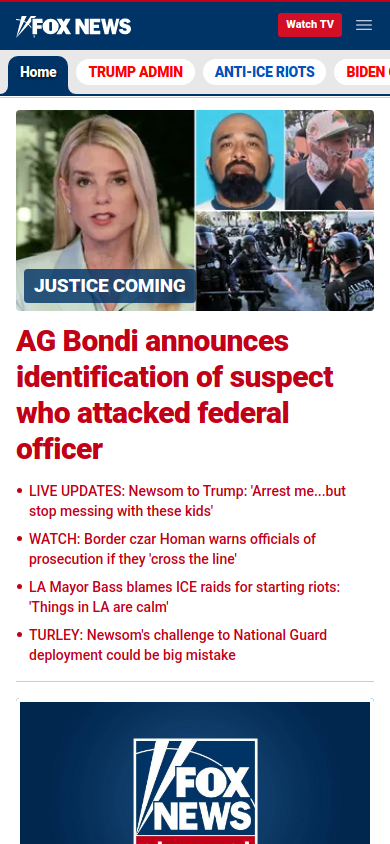 FOX NEWS
Watch TV
Home
TRUMP ADMIN
ANTI-ICE RIOTS
BIDEN
JUSTICE COMING
AG Bondi announces
identification of suspect
who attacked federal
officer
• LIVE UPDATES: Newsom to Trump: 'Arrest me...but
stop messing with these kids'
• WATCH: Border czar Homan warns officials of
prosecution if they 'cross the line'
• LA Mayor Bass blames ICE raids for starting riots:
'Things in LA are calm'
• TURLEY: Newsom's challenge to National Guard
deployment could be big mistake
FOX
NEWS